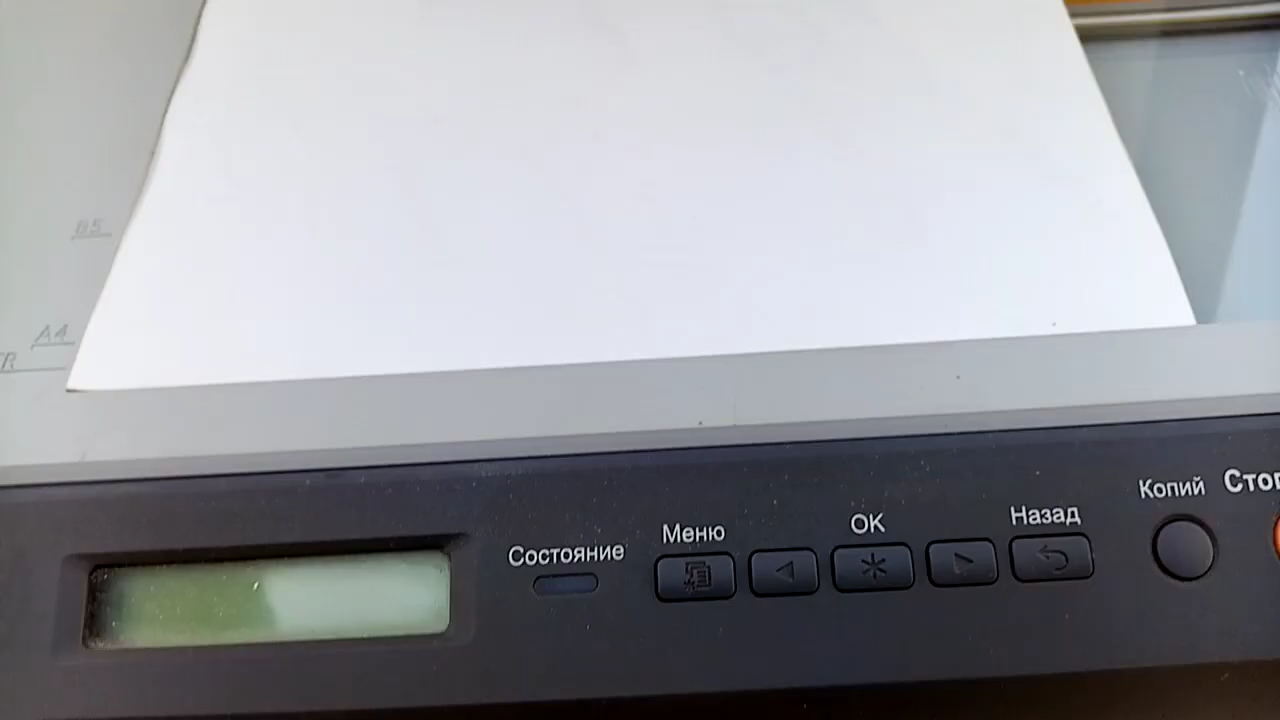 B5
A4
Состояние
Меню
OK
Назад
Копий